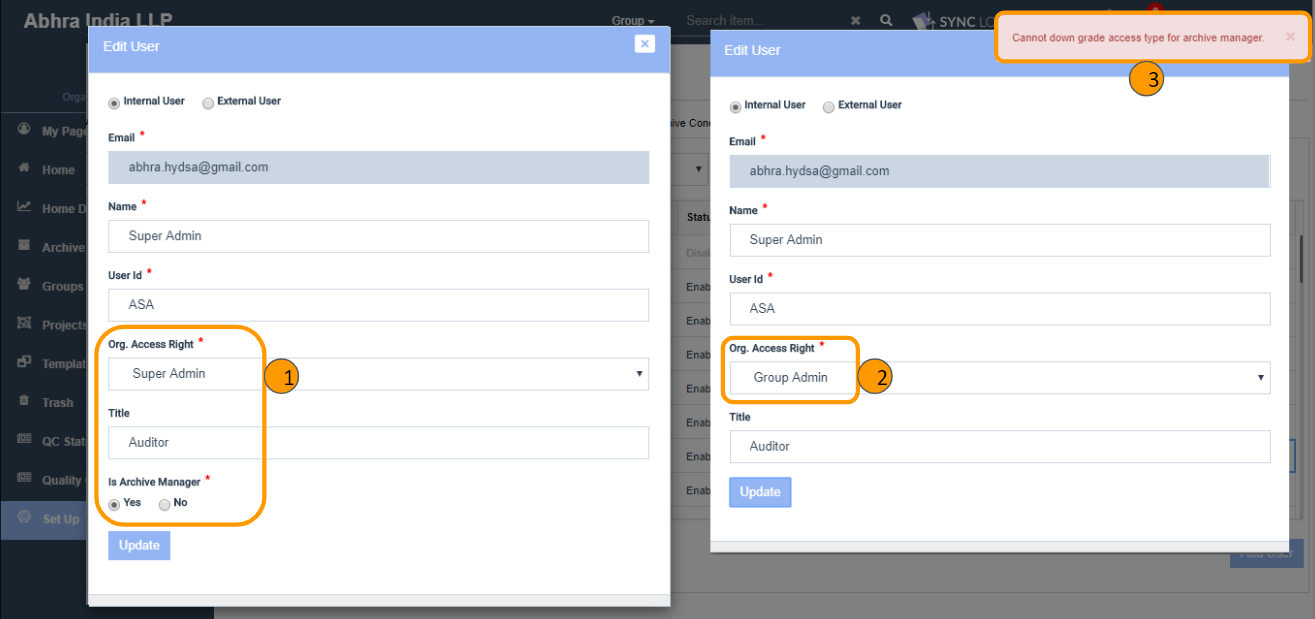 Abhra India LLP
Group
Search item...
SYNC LO
Cannot down grade access type for archive manager.
3
Orga
My Page
Home
Home D
Archive
Groups
Projects
Templat
Trash
QC Stat
Quality
Set Up
Edit User
Internal User
External User
Email *
abhra.hydsa@gmail.com
Name *
Super Admin
User Id *
ASA
Org. Access Right *
Super Admin
1
Title
Auditor
Is Archive Manager *
Yes
No
Update
ive Conc
Statu
Disab
Enab
Enab
Enab
Enab
Enab
Enab
Enab
Edit User
Internal User
External User
Email *
abhra.hydsa@gmail.com
Name *
Super Admin
User Id *
ASA
Org. Access Right *
Group Admin
2
Title
Auditor
Update
Add User